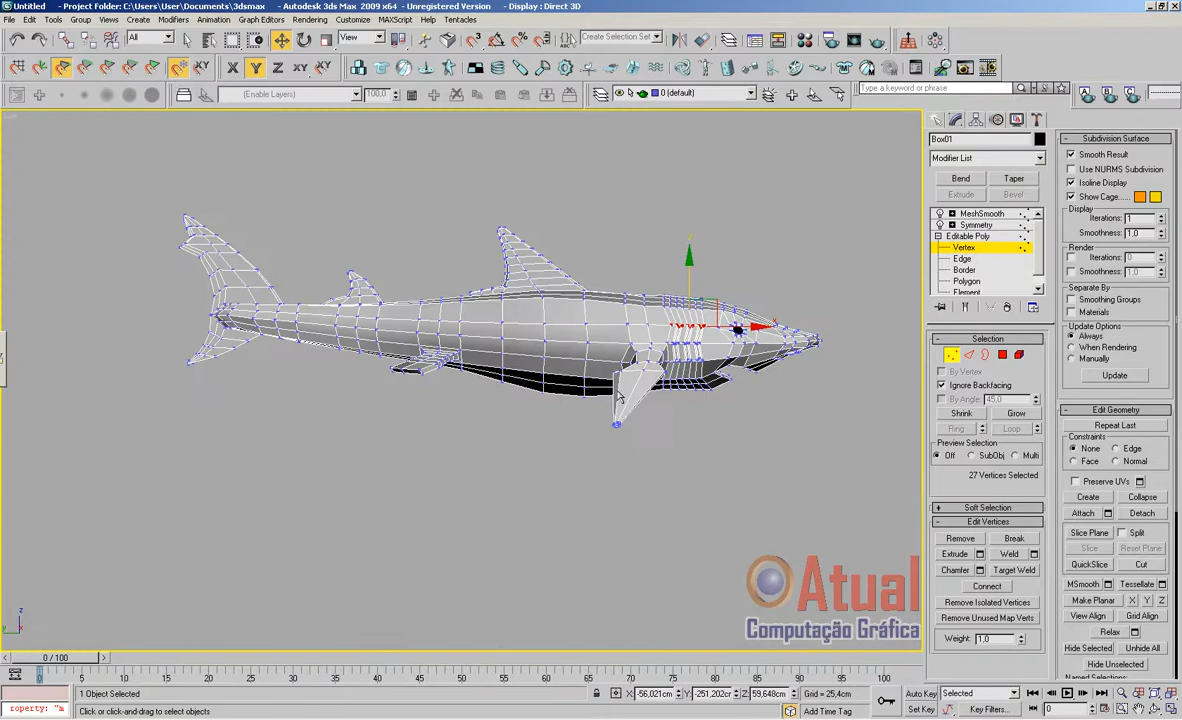 Untitled - Project Folder: C:\Users\User\Documents\3dsmax - Autodesk 3ds Max 2009 x64 - Unregistered Version - Display : Direct 3D
File Edit Tools Group Views Create Modifiers Animation Graph Editors Rendering Customize MAXScript Help Tentacles
All View Create Selection Set
X Y Z XY XY
(Enable Layers) 100,0 0 (default) Type a keyword or phrase
Box01
Modifier List
Bend Taper
Extrude Bevel
MeshSmooth
Symmetry
Editable Poly
Vertex
Edge
Border
Polygon
Element
Selection
By Vertex
Ignore Backfacing
By Angle: 45,0
Shrink Grow
Ring Loop
Preview Selection
Off SubObj Multi
27 Vertices Selected
Soft Selection
Edit Vertices
Remove Break
Extrude Weld
Chamfer Target Weld
Connect
Remove Isolated Vertices
Remove Unused Map Verts
Weight: 1,0
Subdivision Surface
Smooth Result
Use NURMS Subdivision
Isoline Display
Show Cage......
Display
Iterations: 1
Smoothness: 1,0
Render
Iterations: 0
Smoothness: 1,0
Separate By
Smoothing Groups
Materials
Update Options
Always
When Rendering
Manually
Update
Edit Geometry
Repeat Last
Constraints
None Edge
Face Normal
Preserve UVs
Create Collapse
Attach Detach
Slice Plane Split
Slice Reset Plane
QuickSlice Cut
MSmooth Tessellate
Make Planar X Y Z
View Align Grid Align
Relax
Hide Selected Unhide All
Hide Unselected
Named Selections:
Atual
Computação Gráfica
0 / 100
0 5 10 15 20 25 30 35 40 45 50 55 60 65 70 75 80 85 90 95 100
1 Object Selected X: -56,021cm Y: -251,202cm Z: 59,648cm Grid = 25,4cm Auto Key Selected
roperty: "m Click or click-and-drag to select objects Add Time Tag Set Key Key Filters... 0